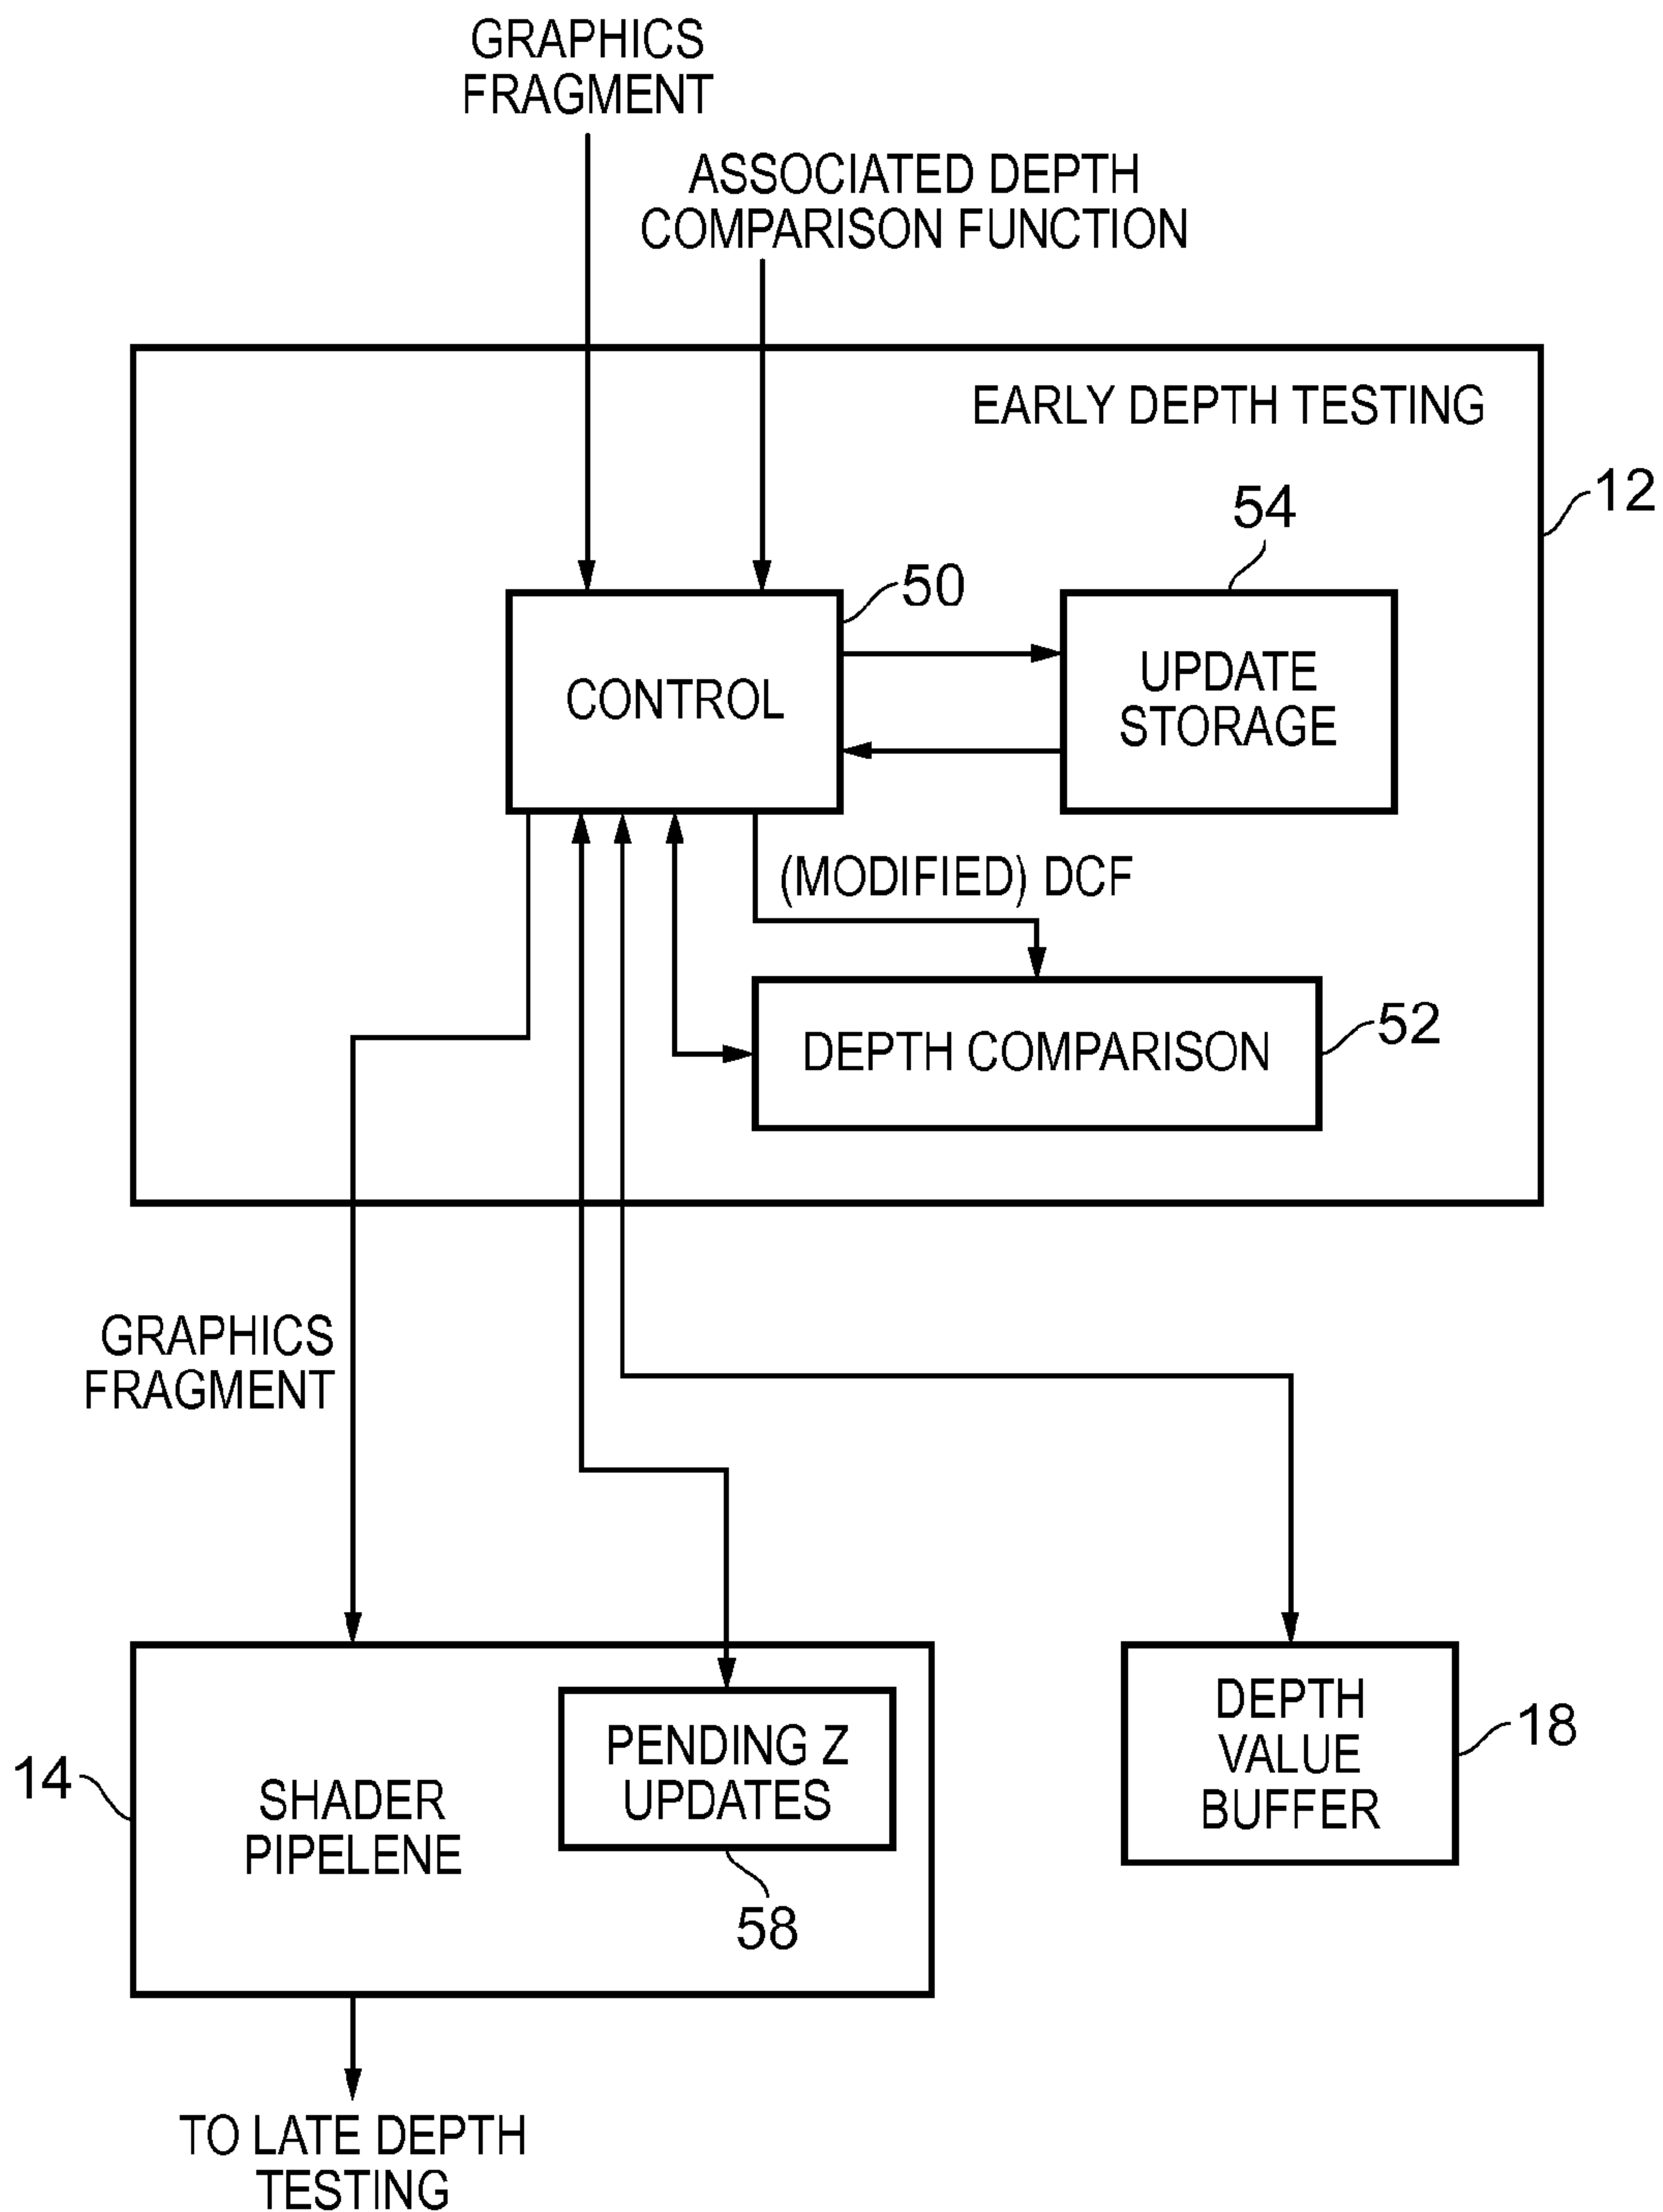 GRAPHICS
FRAGMENT
ASSOCIATED DEPTH
COMPARISON FUNCTION
EARLY DEPTH TESTING
12
54
50
CONTROL
UPDATE
STORAGE
(MODIFIED) DCF
DEPTH COMPARISON
52
GRAPHICS
FRAGMENT
14
SHADER
PIPELENE
PENDING Z
UPDATES
58
DEPTH
VALUE
BUFFER
18
TO LATE DEPTH
TESTING